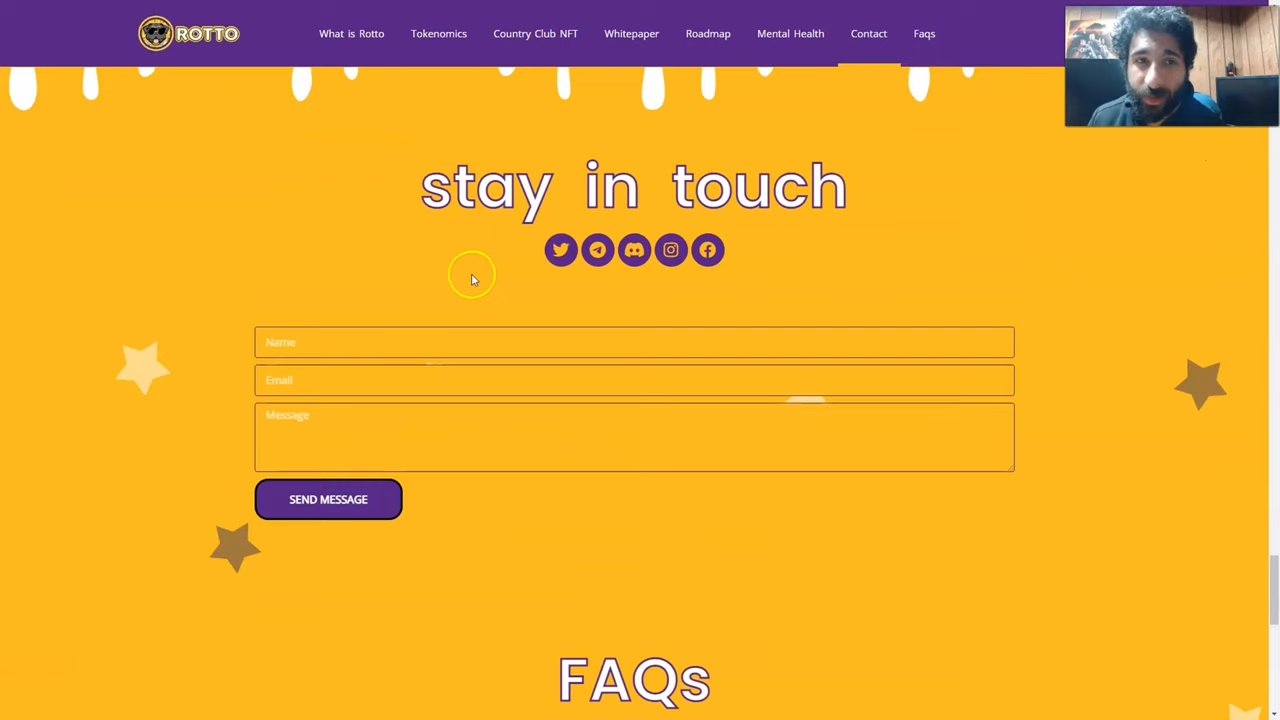 ROTTO
What is Rotto
Tokenomics
Country Club NFT
Whitepaper
Roadmap
Mental Health
Contact
Faqs
stay in touch
Name
Email
Message
SEND MESSAGE
FAQs